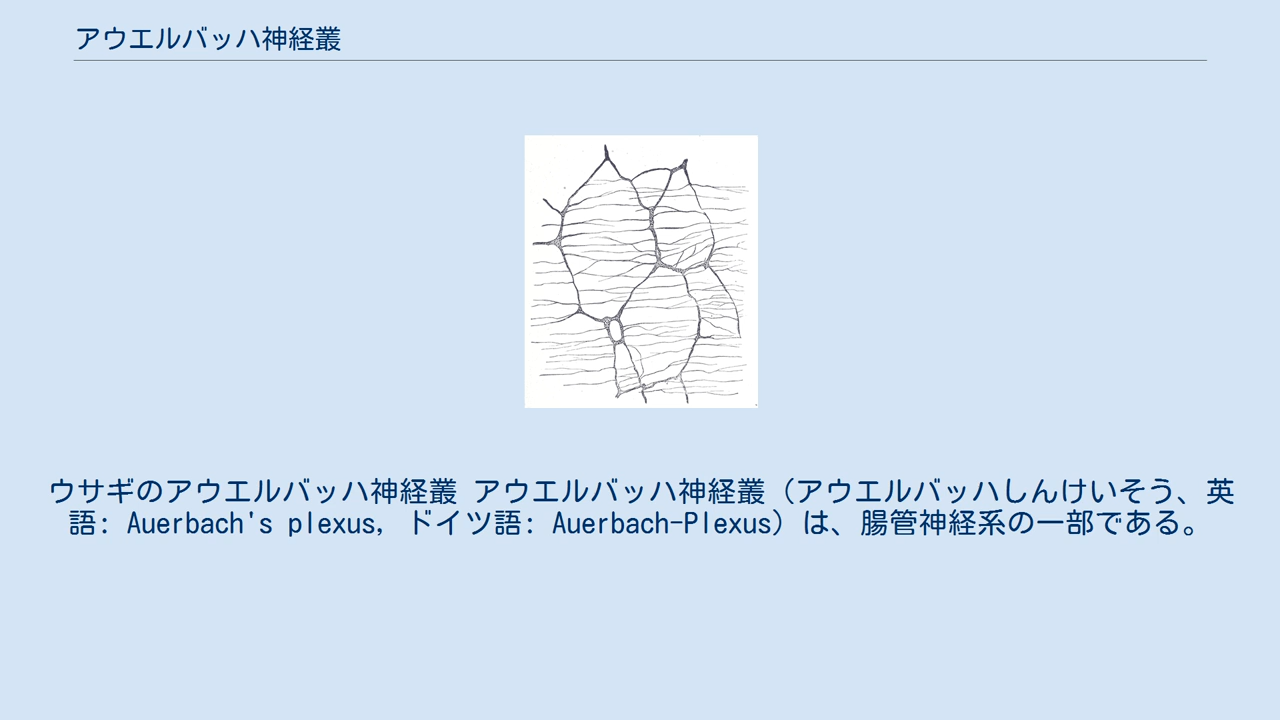 アウエルバッハ神経叢
ウサギのアウエルバッハ神経叢 アウエルバッハ神経叢（アウエルバッハしんけいそう、英
語: Auerbach's plexus, ドイツ語: Auerbach-Plexus）は、腸管神経系の一部である。